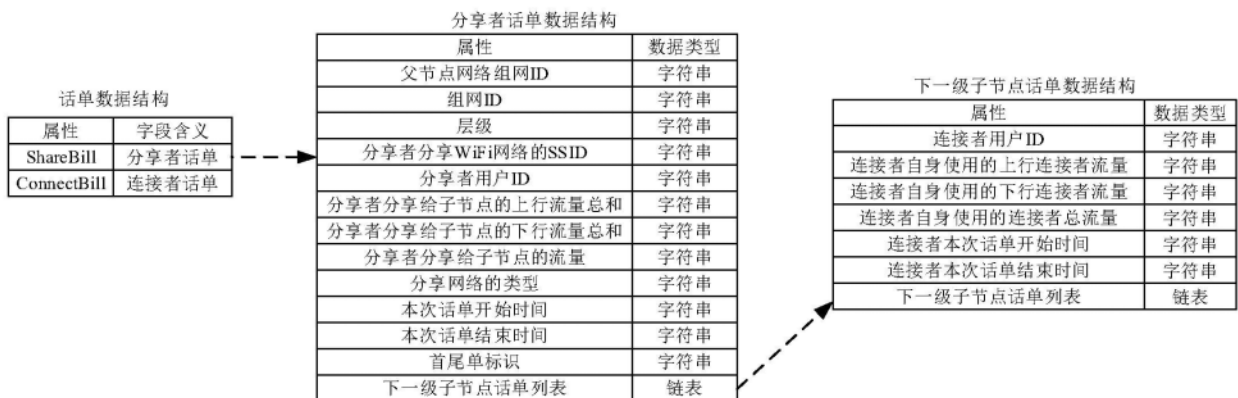 话单数据结构
属性 字段含义
ShareBill 分享者话单
ConnectBill 连接者话单
分享者话单数据结构
属性 数据类型
父节点网络组网ID 字符串
组网ID 字符串
层级 字符串
分享者分享WiFi网络的SSID 字符串
分享者用户ID 字符串
分享者分享给子节点的上行流量总和 字符串
分享者分享给子节点的下行流量总和 字符串
分享者分享给子节点的流量 字符串
分享网络的类型 字符串
本次话单开始时间 字符串
本次话单结束时间 字符串
首尾单标识 字符串
下一级子节点话单列表 链表
下一级子节点话单数据结构
属性 数据类型
连接者用户ID 字符串
连接者自身使用的上行连接者流量 字符串
连接者自身使用的下行连接者流量 字符串
连接者自身使用的连接者总流量 字符串
连接者本次话单开始时间 字符串
连接者本次话单结束时间 字符串
下一级子节点话单列表 链表